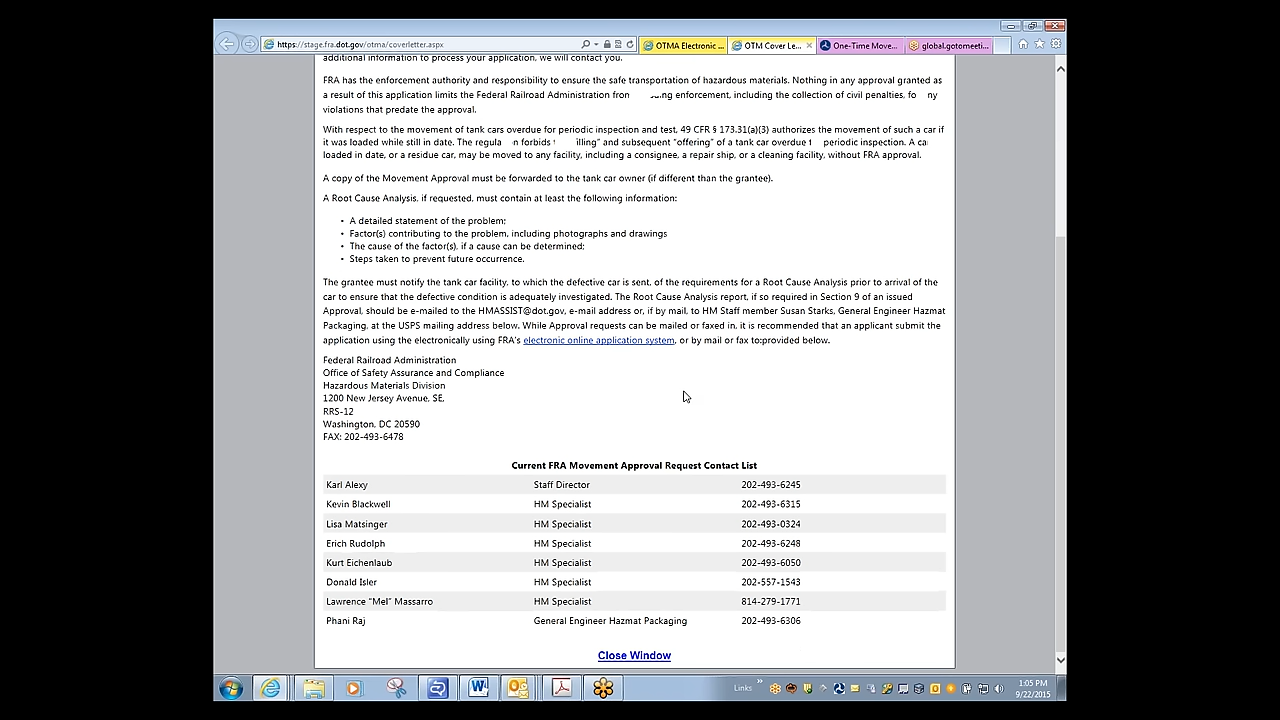 https://stage.fra.dot.gov/otma/coverletter.aspx
OTMA Electronic ...
OTM Cover Le...
One-Time Move...
global.gotomeeti...
additional information to process your application, we will contact you.
FRA has the enforcement authority and responsibility to ensure the safe transportation of hazardous materials. Nothing in any approval granted as
a result of this application limits the Federal Railroad Administration enforcement, including the collection of civil penalties,
violations that predate the approval.
With respect to the movement of tank cars overdue for periodic inspection and test, 49 CFR § 173.31(a)(3) authorizes the movement of such a car if
it was loaded while still in date. The forbids and subsequent "offering" of a tank car overdue periodic inspection. A
loaded in date, or a residue car, may be moved to any facility, including a consignee, a repair ship, or a cleaning facility, without FRA approval.
A copy of the Movement Approval must be forwarded to the tank car owner (if different than the grantee).
A Root Cause Analysis, if requested, must contain at least the following information:
• A detailed statement of the problem;
• Factor(s) contributing to the problem, including photographs and drawings
• The cause of the factor(s), if a cause can be determined;
• Steps taken to prevent future occurrence.
The grantee must notify the tank car facility, to which the defective car is sent, of the requirements for a Root Cause Analysis prior to arrival of the
car to ensure that the defective condition is adequately investigated. The Root Cause Analysis report, if so required in Section 9 of an issued
Approval, should be e-mailed to the HMASSIST@dot.gov, e-mail address or, if by mail, to HM Staff member Susan Starks, General Engineer Hazmat
Packaging, at the USPS mailing address below. While Approval requests can be mailed or faxed in, it is recommended that an applicant submit the
application using the electronically using FRA's electronic online application system, or by mail or fax to:provided below.
Federal Railroad Administration
Office of Safety Assurance and Compliance
Hazardous Materials Division
1200 New Jersey Avenue, SE,
RRS-12
Washington, DC 20590
FAX: 202-493-6478
Current FRA Movement Approval Request Contact List
Karl Alexy Staff Director 202-493-6245
Kevin Blackwell HM Specialist 202-493-6315
Lisa Matsinger HM Specialist 202-493-0324
Erich Rudolph HM Specialist 202-493-6248
Kurt Eichenlaub HM Specialist 202-493-6050
Donald Isler HM Specialist 202-557-1543
Lawrence "Mel" Massarro HM Specialist 814-279-1771
Phani Raj General Engineer Hazmat Packaging 202-493-6306
Close Window
Links
1:05 PM
9/22/2015